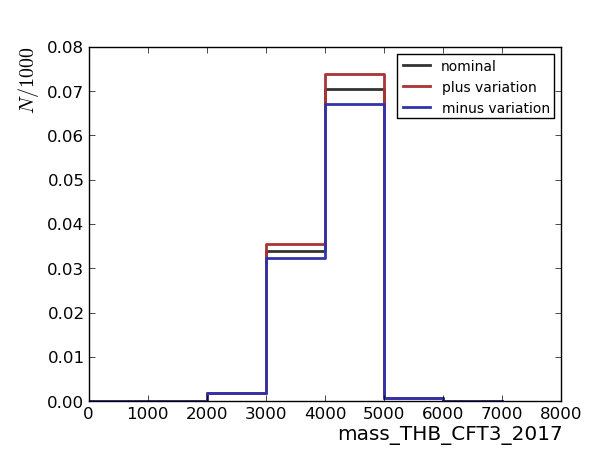 N/1000
0.08
0.07
0.06
0.05
0.04
0.03
0.02
0.01
0.00
nominal
plus variation
minus variation
0 1000 2000 3000 4000 5000 6000 7000 8000
mass_THB_CFT3_2017